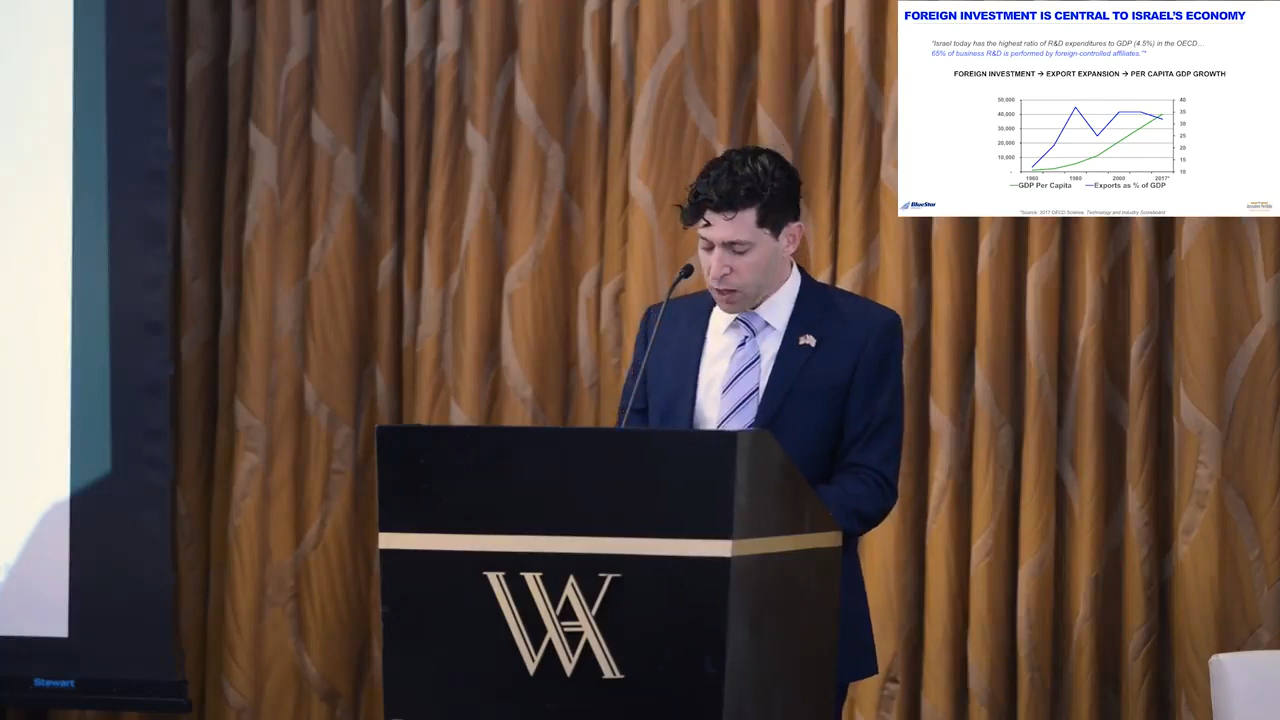 FOREIGN INVESTMENT IS CENTRAL TO ISRAEL'S ECONOMY
"Israel today has the highest ratio of R&D expenditures to GDP (4.5%) in the OECD…
65% of business R&D is performed by foreign-controlled affiliates."*
FOREIGN INVESTMENT → EXPORT EXPANSION → PER CAPITA GDP GROWTH
50,000
40,000
30,000
20,000
10,000
-
40
35
30
25
20
15
10
1960 1980 2000 2017*
GDP Per Capita Exports as % of GDP
BlueStar
*Source: 2017 OECD Science, Technology and Industry Scoreboard
WA
Stewart